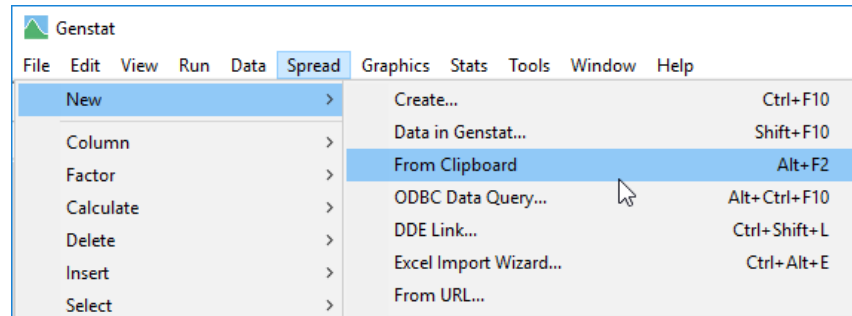 Genstat
File Edit View Run Data Spread Graphics Stats Tools Window Help
New > Create... Ctrl+F10
Data in Genstat... Shift+F10
Column >
From Clipboard Alt+F2
Factor >
ODBC Data Query... Alt+Ctrl+F10
Calculate >
DDE Link... Ctrl+Shift+L
Delete >
Excel Import Wizard... Ctrl+Alt+E
Insert >
From URL...
Select >